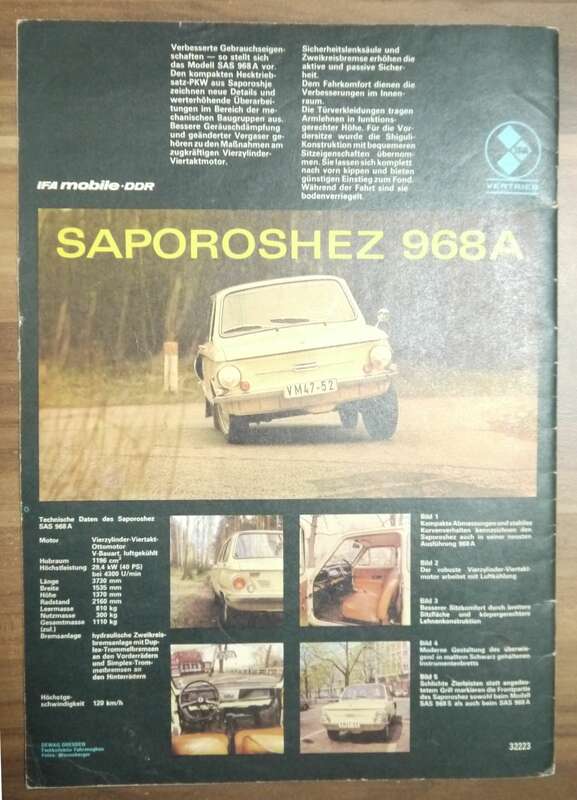 Verbesserte Gebrauchseigen-
schaften — so stellt sich
das Modell SAS 968 A vor.
Den kompakten Hecktrieb-
satz-PKW aus Saporoshje
zeichnen neue Details und
werterhöhende Überarbei-
tungen im Bereich der me-
chanischen Baugruppen aus.
Bessere Geräuschdämpfung
und geänderter Vergaser ge-
hören zu den Maßnahmen am
zugkräftigen Vierzylinder-
Viertaktmotor.
Sicherheitslenksäule und
Zweikreisbremse erhöhen die
aktive und passive Sicher-
heit.
Dem Fahrkomfort dienen die
Verbesserungen im Innen-
raum.
Die Türverkleidungen tragen
Armlehnen in funktions-
gerechter Höhe. Für die Vor-
dersitze wurde die Shiguli-
Konstruktion mit bequemeren
Sitzeigenschaften übernom-
men. Sie lassen sich komplett
nach vorn kippen und bieten
günstigen Einstieg zum Fond.
Während der Fahrt sind sie
bodenverriegelt.
IFA
VERTRIEB
IFA mobile · DDR
SAPOROSHEZ 968A
VM47-52
Technische Daten des Saporoshez
SAS 968 A
Motor Vierzylinder-Viertakt-
Ottomotor
V-Bauart, luftgekühlt
Hubraum 1196 cm³
Höchstleistung 29,4 kW (40 PS)
bei 4300 U/min
Länge 3730 mm
Breite 1535 mm
Höhe 1370 mm
Radstand 2160 mm
Leermasse 810 kg
Nutzmasse 300 kg
Gesamtmasse 1110 kg
(zul.)
Bremsanlage hydraulische Zweikreis-
bremsanlage mit Dup-
lex-Trommelbremsen
an den Vorderrädern
und Simplex-Trom-
melbremsen an
den Hinterrädern
Höchstge-
schwindigkeit 120 km/h
DEWAG DRESDEN
Bild 1
Kompakte Abmessungen und stabiles
Kurvenverhalten kennzeichnen den
Saporoshez auch in seiner neusten
Ausführung 968 A
Bild 2
Der robuste Vierzylinder-Viertakt-
motor arbeitet mit Luftkühlung
Bild 3
Besserer Sitzkomfort durch breitere
Sitzfläche und körpergerechtere
Lehnenkonstruktion
Bild 4
Moderne Gestaltung des überwie-
gend in mattem Schwarz gehaltenen
Instrumentenbretts
Bild 5
Schlichte Zierleisten statt angedeu-
tetem Grill markieren die Frontpartie
des Saporoshez sowohl beim Modell
SAS 968 S als auch beim SAS 968 A
32223